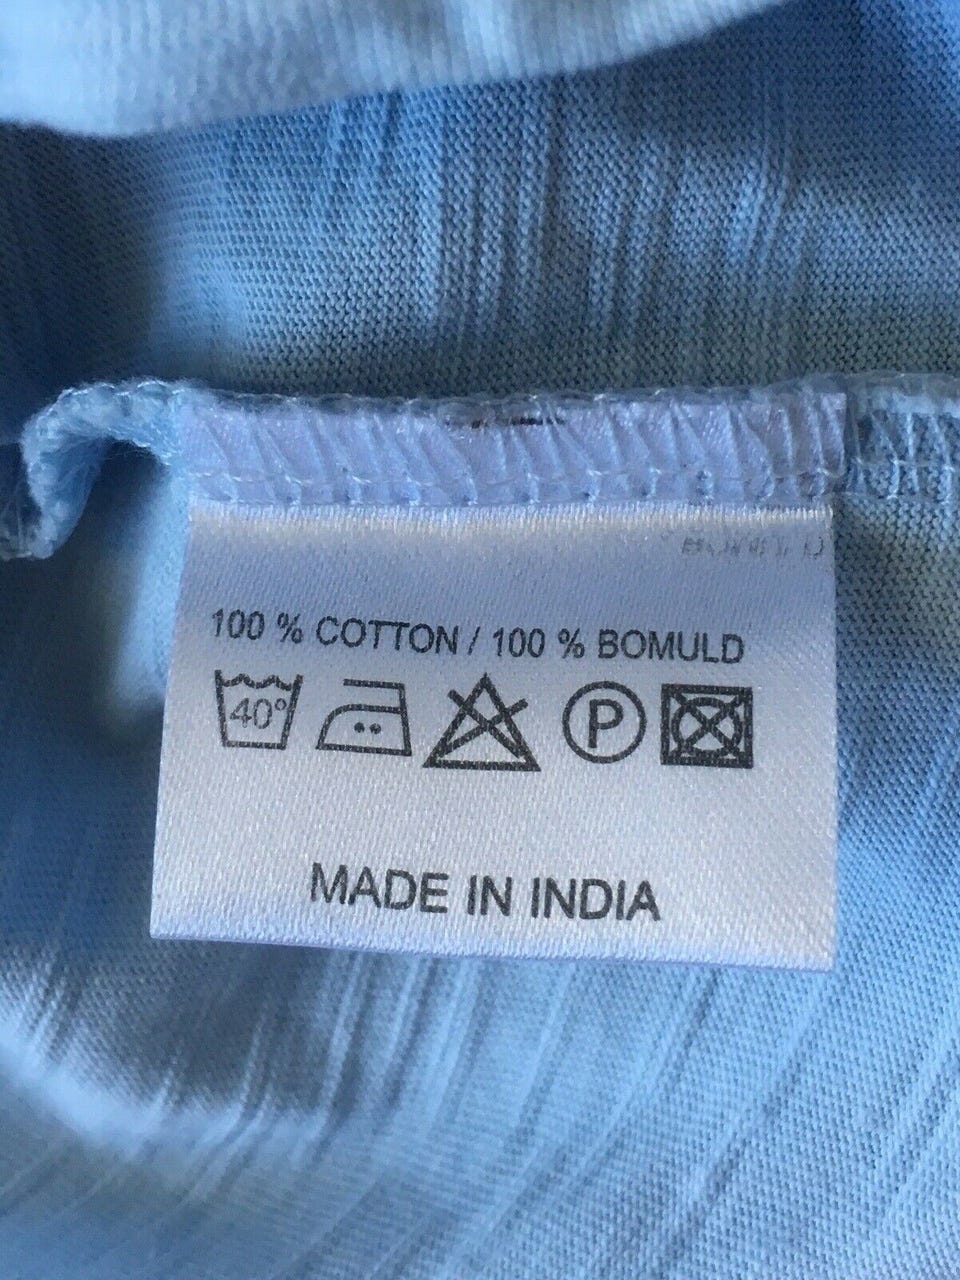 100 % COTTON / 100 % BOMULD
40°
P
MADE IN INDIA